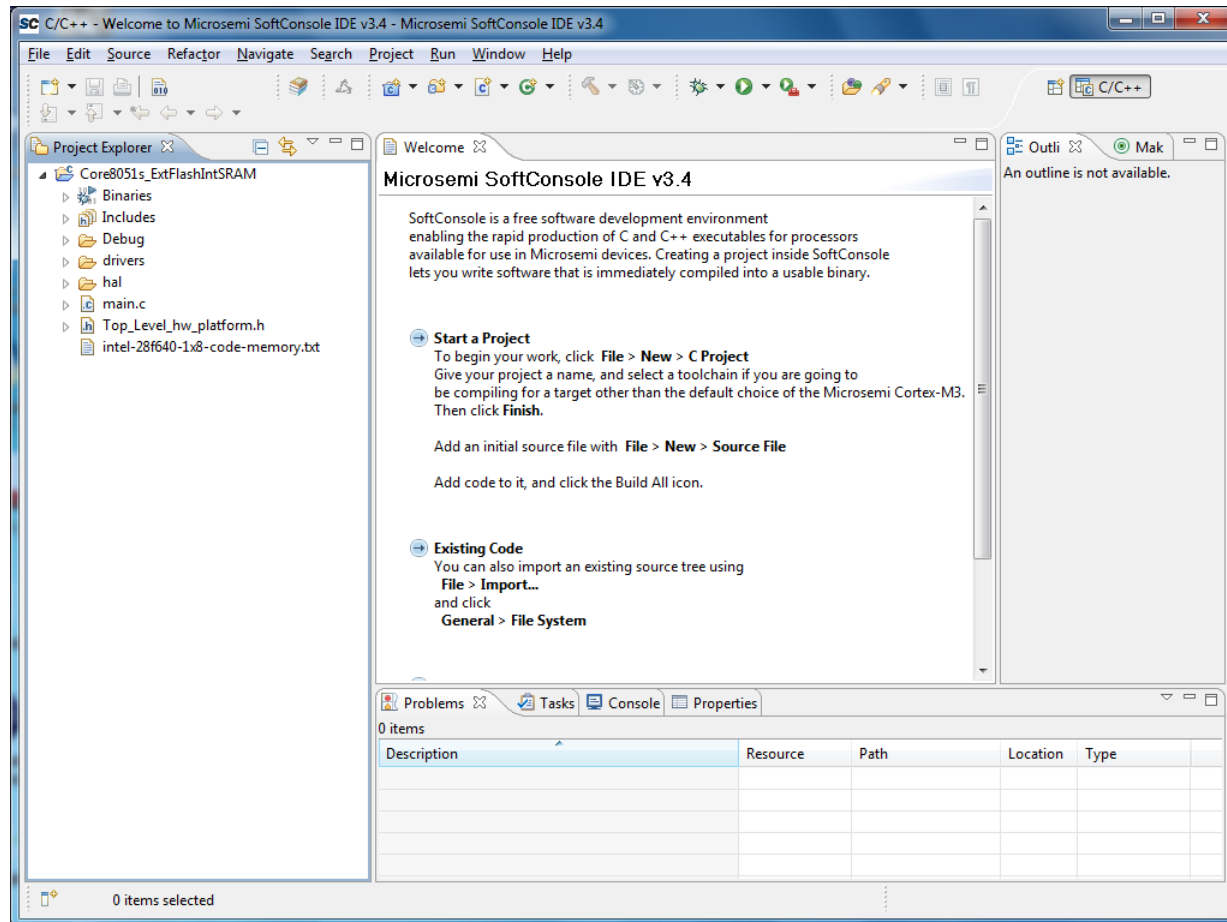 SC C/C++ - Welcome to Microsemi SoftConsole IDE v3.4 - Microsemi SoftConsole IDE v3.4
File Edit Source Refactor Navigate Search Project Run Window Help
010
C/C++
Project Explorer
Core8051s_ExtFlashIntSRAM
Binaries
Includes
Debug
drivers
hal
main.c
Top_Level_hw_platform.h
intel-28f640-1x8-code-memory.txt
Welcome
Microsemi SoftConsole IDE v3.4
SoftConsole is a free software development environment
enabling the rapid production of C and C++ executables for processors
available for use in Microsemi devices. Creating a project inside SoftConsole
lets you write software that is immediately compiled into a usable binary.
Start a Project
To begin your work, click File > New > C Project
Give your project a name, and select a toolchain if you are going to
be compiling for a target other than the default choice of the Microsemi Cortex-M3.
Then click Finish.
Add an initial source file with File > New > Source File
Add code to it, and click the Build All icon.
Existing Code
You can also import an existing source tree using
File > Import...
and click
General > File System
Outli Mak
An outline is not available.
Problems Tasks Console Properties
0 items
Description Resource Path Location Type
0 items selected